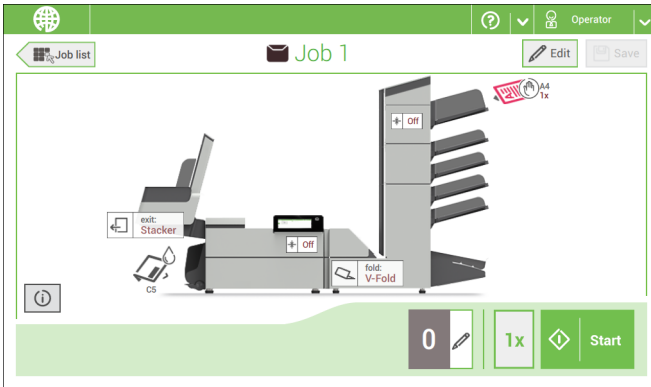 Operator
Job list
Job 1
Edit
Save
A4
1x
Off
exit:
Stacker
Off
fold:
V-Fold
C5
0
1x
Start